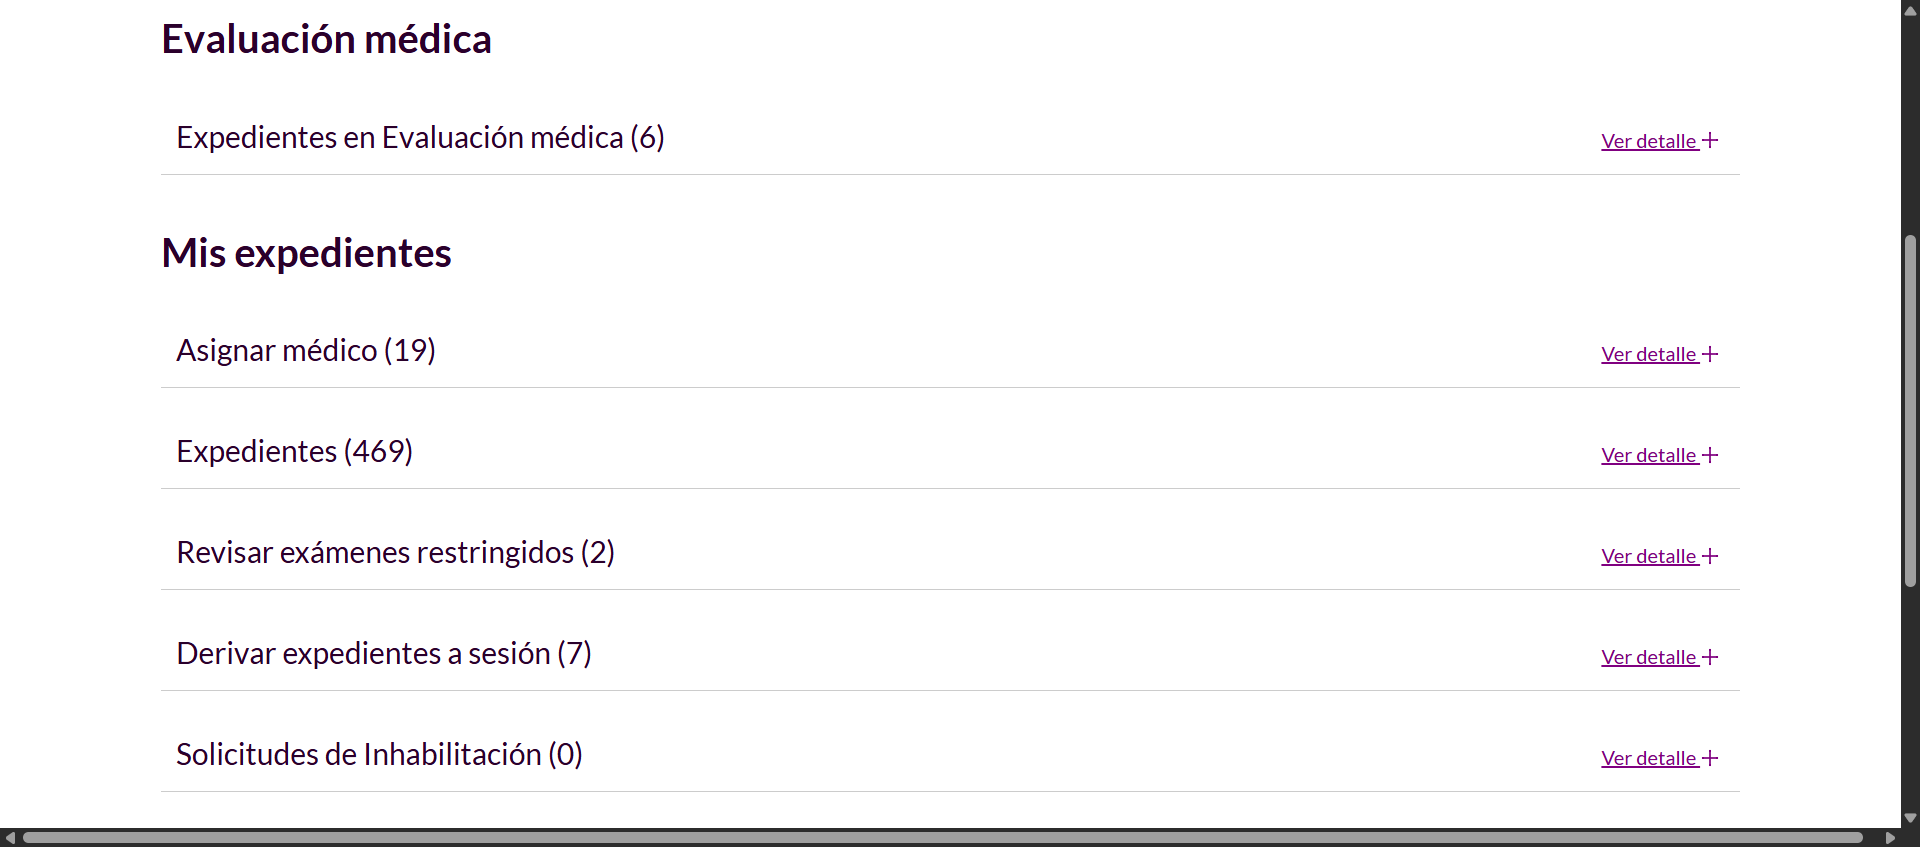 Evaluación médica
Expedientes en Evaluación médica (6)
Ver detalle +
Mis expedientes
Asignar médico (19)
Ver detalle +
Expedientes (469)
Ver detalle +
Revisar exámenes restringidos (2)
Ver detalle +
Derivar expedientes a sesión (7)
Ver detalle +
Solicitudes de Inhabilitación (0)
Ver detalle +